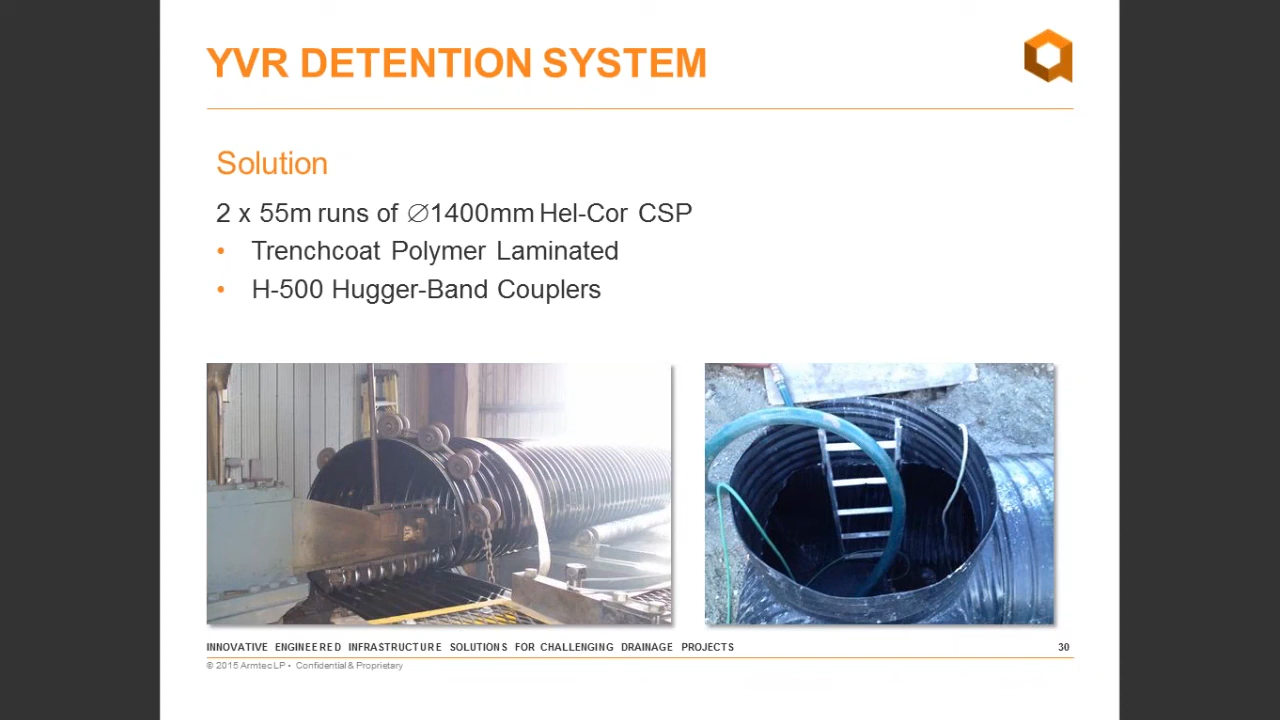 YVR DETENTION SYSTEM
Solution
2 x 55m runs of ∅1400mm Hel-Cor CSP
• Trenchcoat Polymer Laminated
• H-500 Hugger-Band Couplers
INNOVATIVE ENGINEERED INFRASTRUCTURE SOLUTIONS FOR CHALLENGING DRAINAGE PROJECTS 30
© 2015 Armtec LP • Confidential & Proprietary